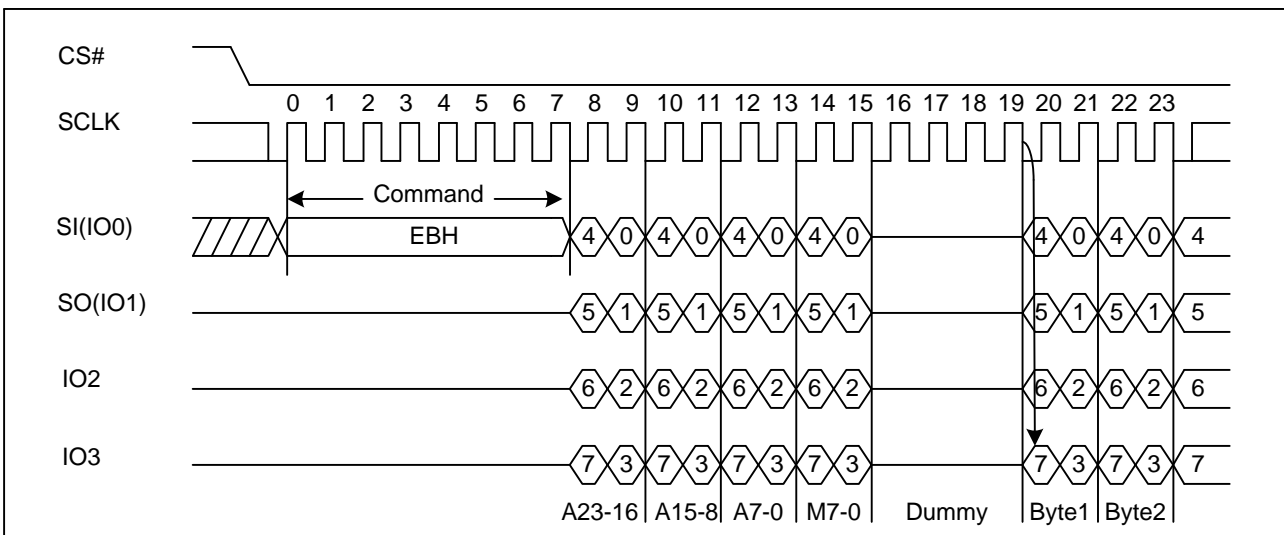 CS#
0 1 2 3 4 5 6 7 8 9 10 11 12 13 14 15 16 17 18 19 20 21 22 23
SCLK
Command
SI(IO0) EBH 4 0 4 0 4 0 4 0 4 0 4 0 4
SO(IO1) 5 1 5 1 5 1 5 1 5 1 5 1 5
IO2 6 2 6 2 6 2 6 2 6 2 6 2 6
IO3 7 3 7 3 7 3 7 3 7 3 7 3 7
A23-16 A15-8 A7-0 M7-0 Dummy Byte1 Byte2